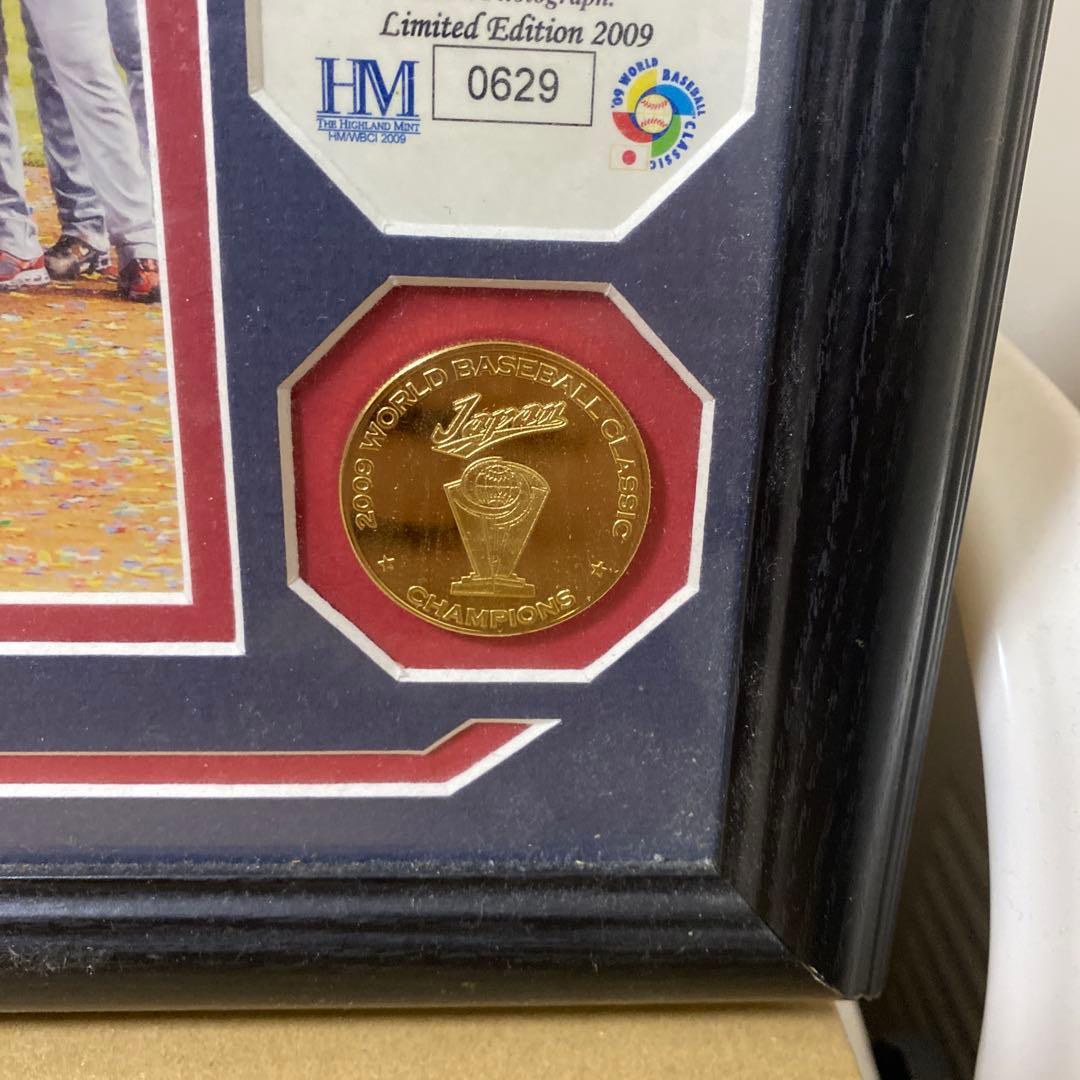 Photograph.
Limited Edition 2009
HM
THE HIGHLAND MINT
HM/WBCI 2009
0629
'09 WORLD BASEBALL CLASSIC
2009 WORLD BASEBALL CLASSIC
Japan
CHAMPIONS